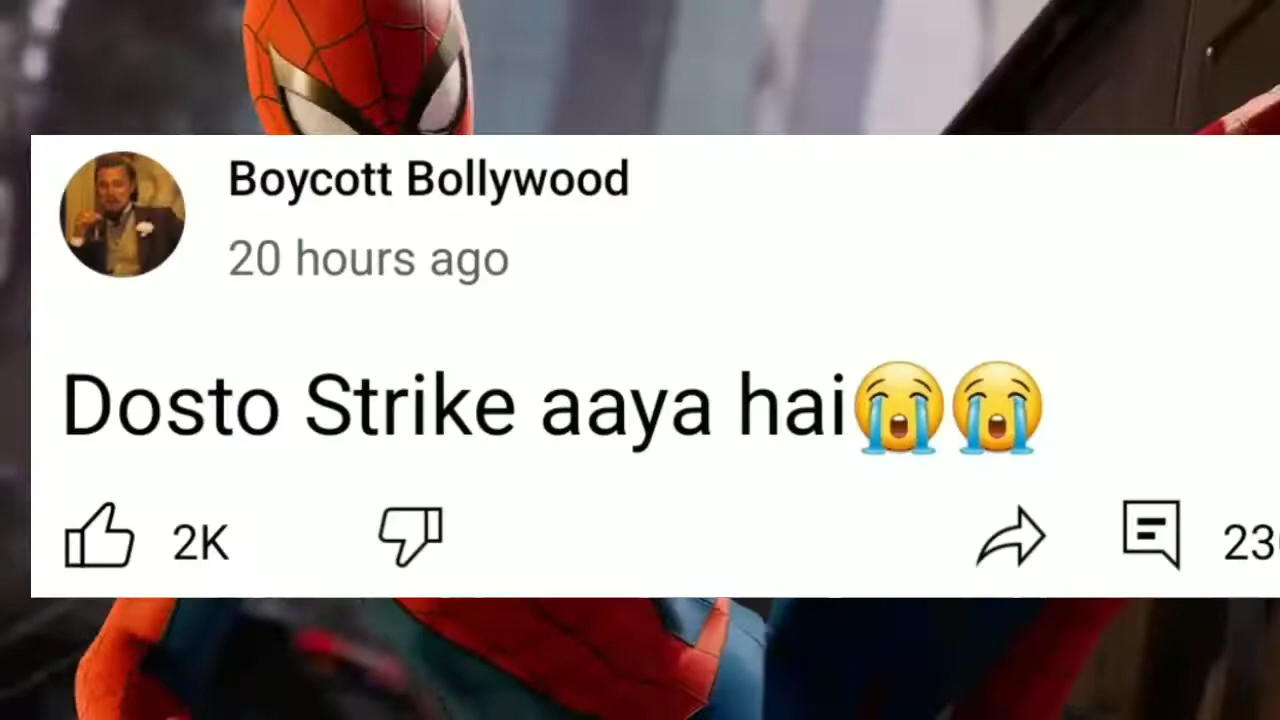 Boycott Bollywood
20 hours ago
Dosto Strike aaya hai😭😭
2K